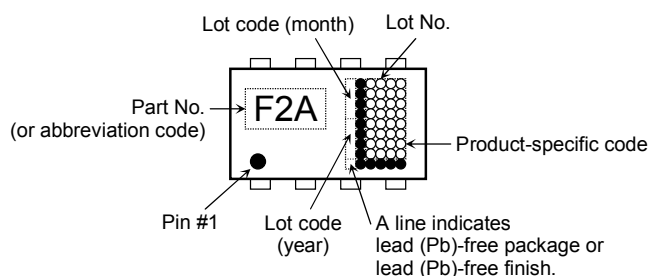 Lot code (month)
Lot No.
Part No.
(or abbreviation code)
F2A
Product-specific code
Pin #1
Lot code
(year)
A line indicates
lead (Pb)-free package or
lead (Pb)-free finish.